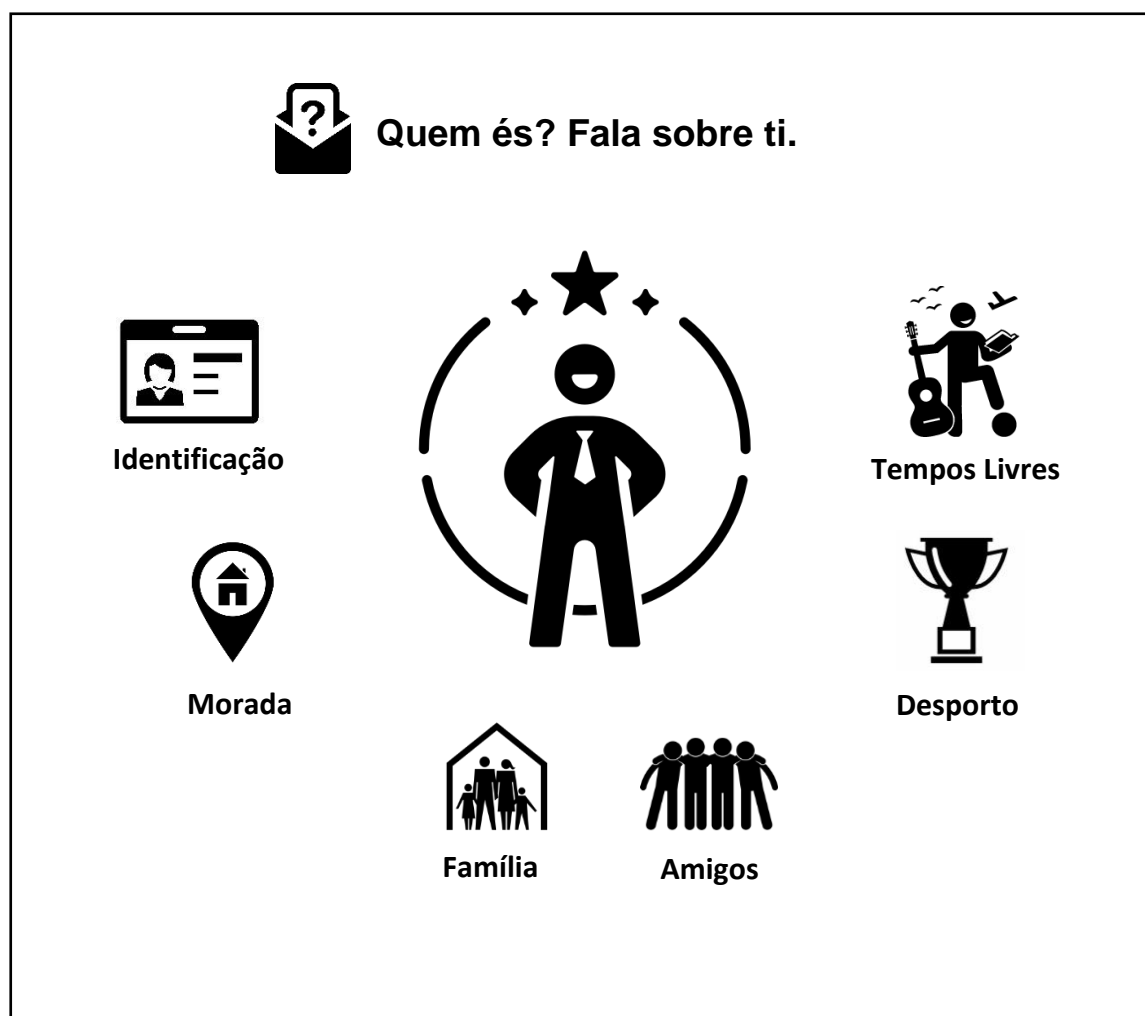 ?
Quem és? Fala sobre ti.
Identificação
Tempos Livres
Morada
Desporto
Família
Amigos